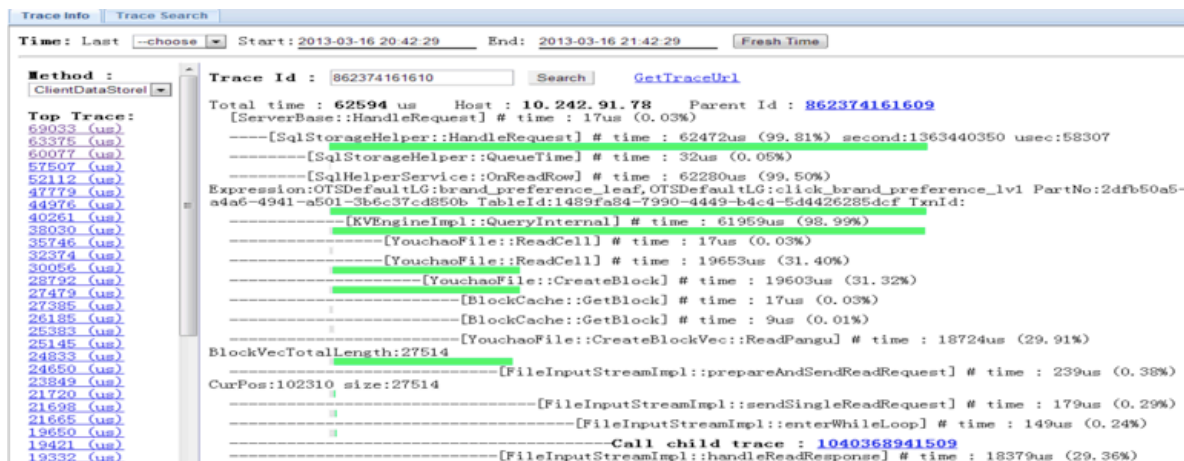 Trace Info Trace Search
Time: Last --choose Start: 2013-03-16 20:42:29 End: 2013-03-16 21:42:29 Fresh Time
Method :
ClientDataStoreI
Top Trace:
69033 (us)
63375 (us)
60077 (us)
57507 (us)
52112 (us)
47779 (us)
44976 (us)
40261 (us)
38030 (us)
35746 (us)
32374 (us)
30056 (us)
28792 (us)
27479 (us)
27385 (us)
26185 (us)
25383 (us)
25145 (us)
24833 (us)
24650 (us)
23849 (us)
21720 (us)
21698 (us)
21665 (us)
19650 (us)
19421 (us)
19332 (us)
Trace Id : 862374161610 Search GetTraceUrl
Total time : 62594 us Host : 10.242.91.78 Parent Id : 862374161609
[ServerBase::HandleRequest] # time : 17us (0.03%)
----[SqlStorageHelper::HandleRequest] # time : 62472us (99.81%) second:1363440350 usec:58307
--------[SqlStorageHelper::QueueTime] # time : 32us (0.05%)
--------[SqlHelperService::OnReadRow] # time : 62280us (99.50%)
Expression:OTSDefaultLG:brand_preference_leaf,OTSDefaultLG:click_brand_preference_lv1 PartNo:2dfb50a5-
a4a6-4941-a501-3b6c37cd850b TableId:1489fa84-7990-4449-b4c4-5d4426285dcf TxnId:
------------[KVEngineImpl::QueryInternal] # time : 61959us (98.99%)
----------------[YouchaoFile::ReadCell] # time : 17us (0.03%)
----------------[YouchaoFile::ReadCell] # time : 19653us (31.40%)
--------------------[YouchaoFile::CreateBlock] # time : 19603us (31.32%)
------------------------[BlockCache::GetBlock] # time : 17us (0.03%)
------------------------[BlockCache::GetBlock] # time : 9us (0.01%)
------------------------[YouchaoFile::CreateBlockVec::ReadPangu] # time : 18724us (29.91%)
BlockVecTotalLength:27514
----------------------------[FileInputStreamImpl::prepareAndSendReadRequest] # time : 239us (0.38%)
CurPos:102310 size:27514
--------------------------------[FileInputStreamImpl::sendSingleReadRequest] # time : 179us (0.29%)
------------------------------------[FileInputStreamImpl::enterWhileLoop] # time : 149us (0.24%)
----------------------------------------Call child trace : 1040368941509
----------------------------[FileInputStreamImpl::handleReadResponse] # time : 18379us (29.36%)